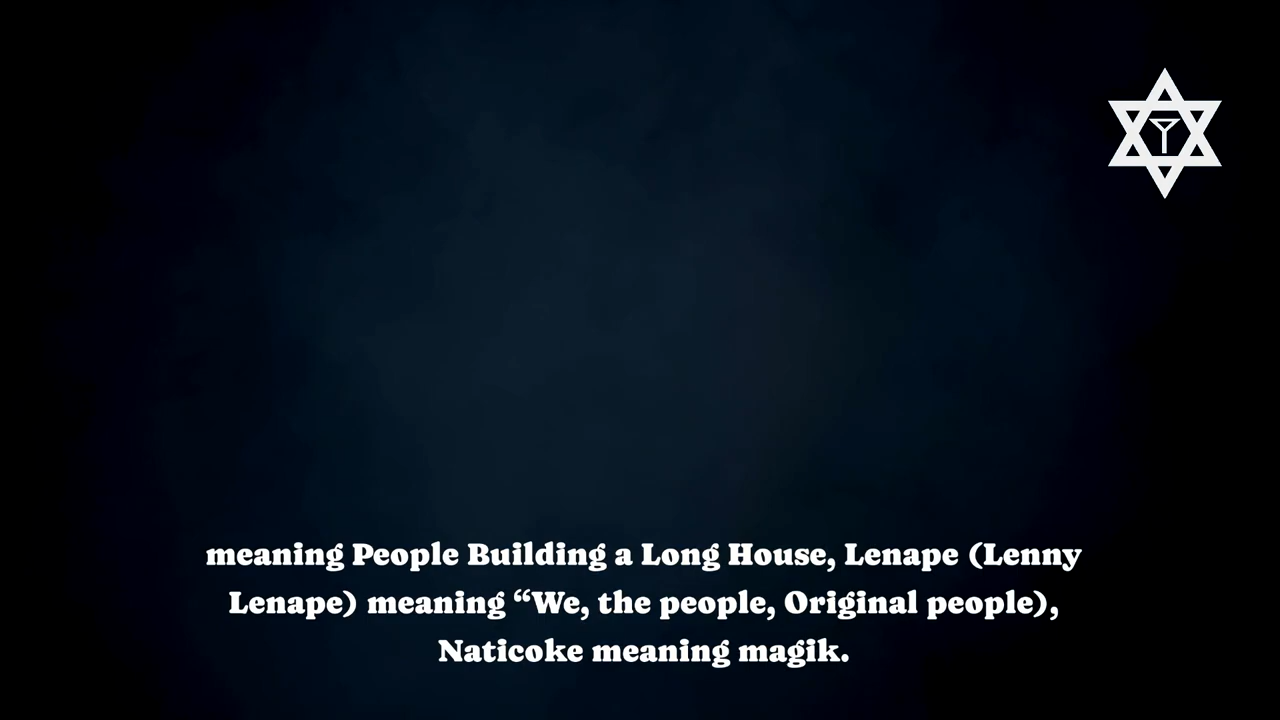 meaning People Building a Long House, Lenape (Lenny
Lenape) meaning “We, the people, Original people),
Naticoke meaning magik.